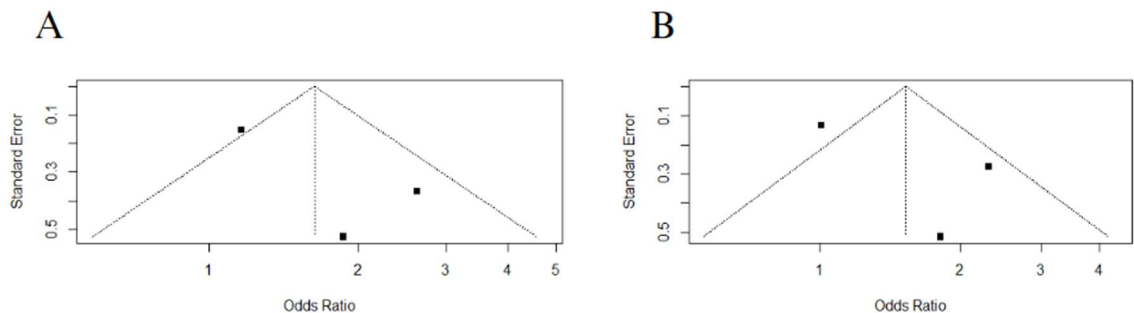 A
Standard Error
0.1
0.3
0.5
1 2 3 4 5
Odds Ratio
B
Standard Error
0.1
0.3
0.5
1 2 3 4
Odds Ratio